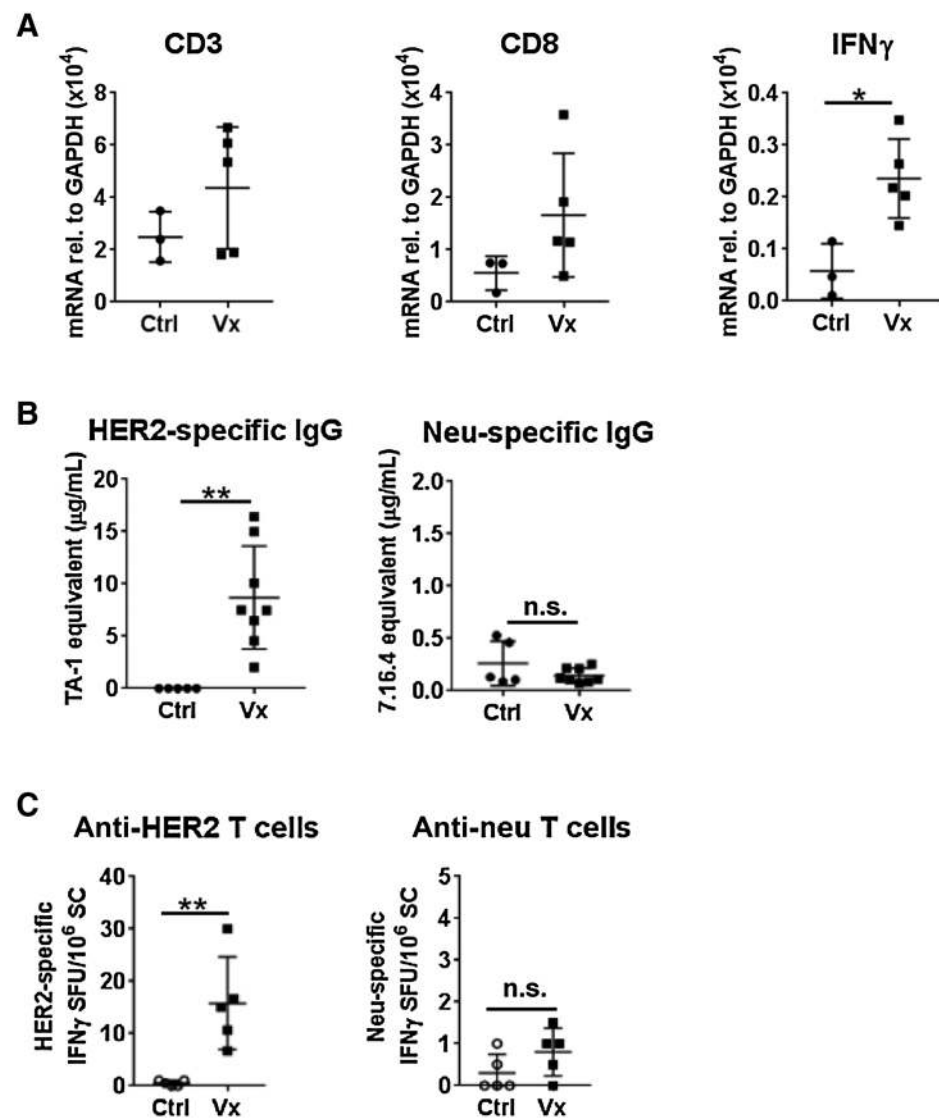 A
CD3
mRNA rel. to GAPDH (x10⁴)
8
6
4
2
0
Ctrl
Vx
CD8
mRNA rel. to GAPDH (x10⁴)
4
3
2
1
0
Ctrl
Vx
IFNγ
mRNA rel. to GAPDH (x10⁴)
0.4
0.3
0.2
0.1
0.0
*
Ctrl
Vx
B
HER2-specific IgG
TA-1 equivalent (μg/mL)
20
15
10
5
0
**
Ctrl
Vx
Neu-specific IgG
7.16.4 equivalent (μg/mL)
2.0
1.5
1.0
0.5
0.0
n.s.
Ctrl
Vx
C
Anti-HER2 T cells
HER2-specific
IFNγ SFU/10⁶ SC
40
30
20
10
0
**
Ctrl
Vx
Anti-neu T cells
Neu-specific
IFNγ SFU/10⁶ SC
5
4
3
2
1
0
n.s.
Ctrl
Vx